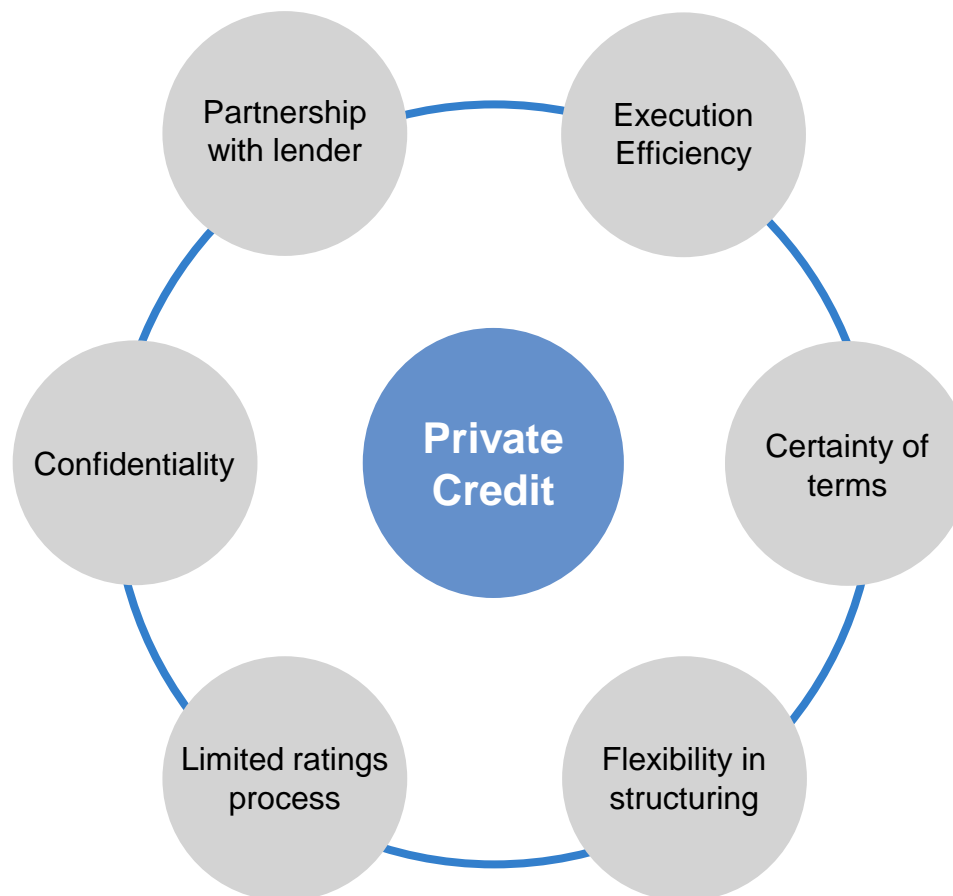 Partnership
with lender
Execution
Efficiency
Confidentiality
Private
Credit
Certainty of
terms
Limited ratings
process
Flexibility in
structuring